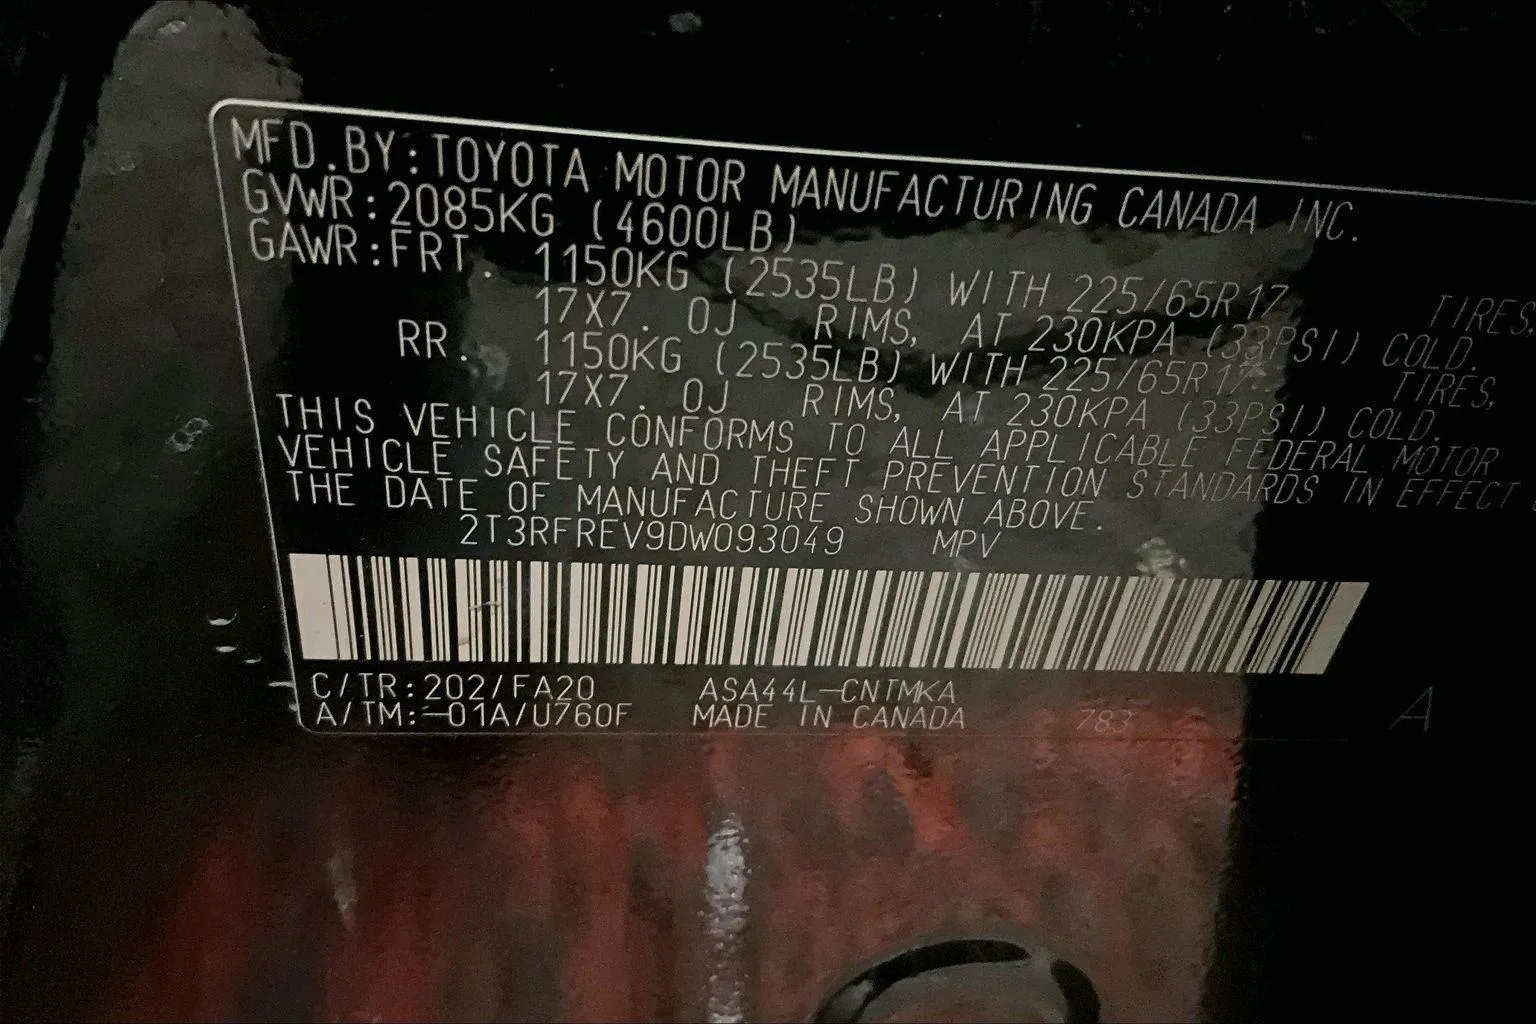 MFD.BY:TOYOTA MOTOR MANUFACTURING CANADA INC.
GVWR:2085KG (4600LB)
GAWR:FRT. 1150KG (2535LB) WITH 225/65R17 TIRES,
17X7.0J RIMS, AT 230KPA (33PSI) COLD.
RR. 1150KG (2535LB) WITH 225/65R17 TIRES,
17X7.0J RIMS, AT 230KPA (33PSI) COLD.
THIS VEHICLE CONFORMS TO ALL APPLICABLE FEDERAL MOTOR
VEHICLE SAFETY AND THEFT PREVENTION STANDARDS IN EFFECT
THE DATE OF MANUFACTURE SHOWN ABOVE.
2T3RFREV9DW093049 MPV
C/TR:202/FA20 ASA44L-CNTMKA
A/TM:-01A/U760F MADE IN CANADA 783 A